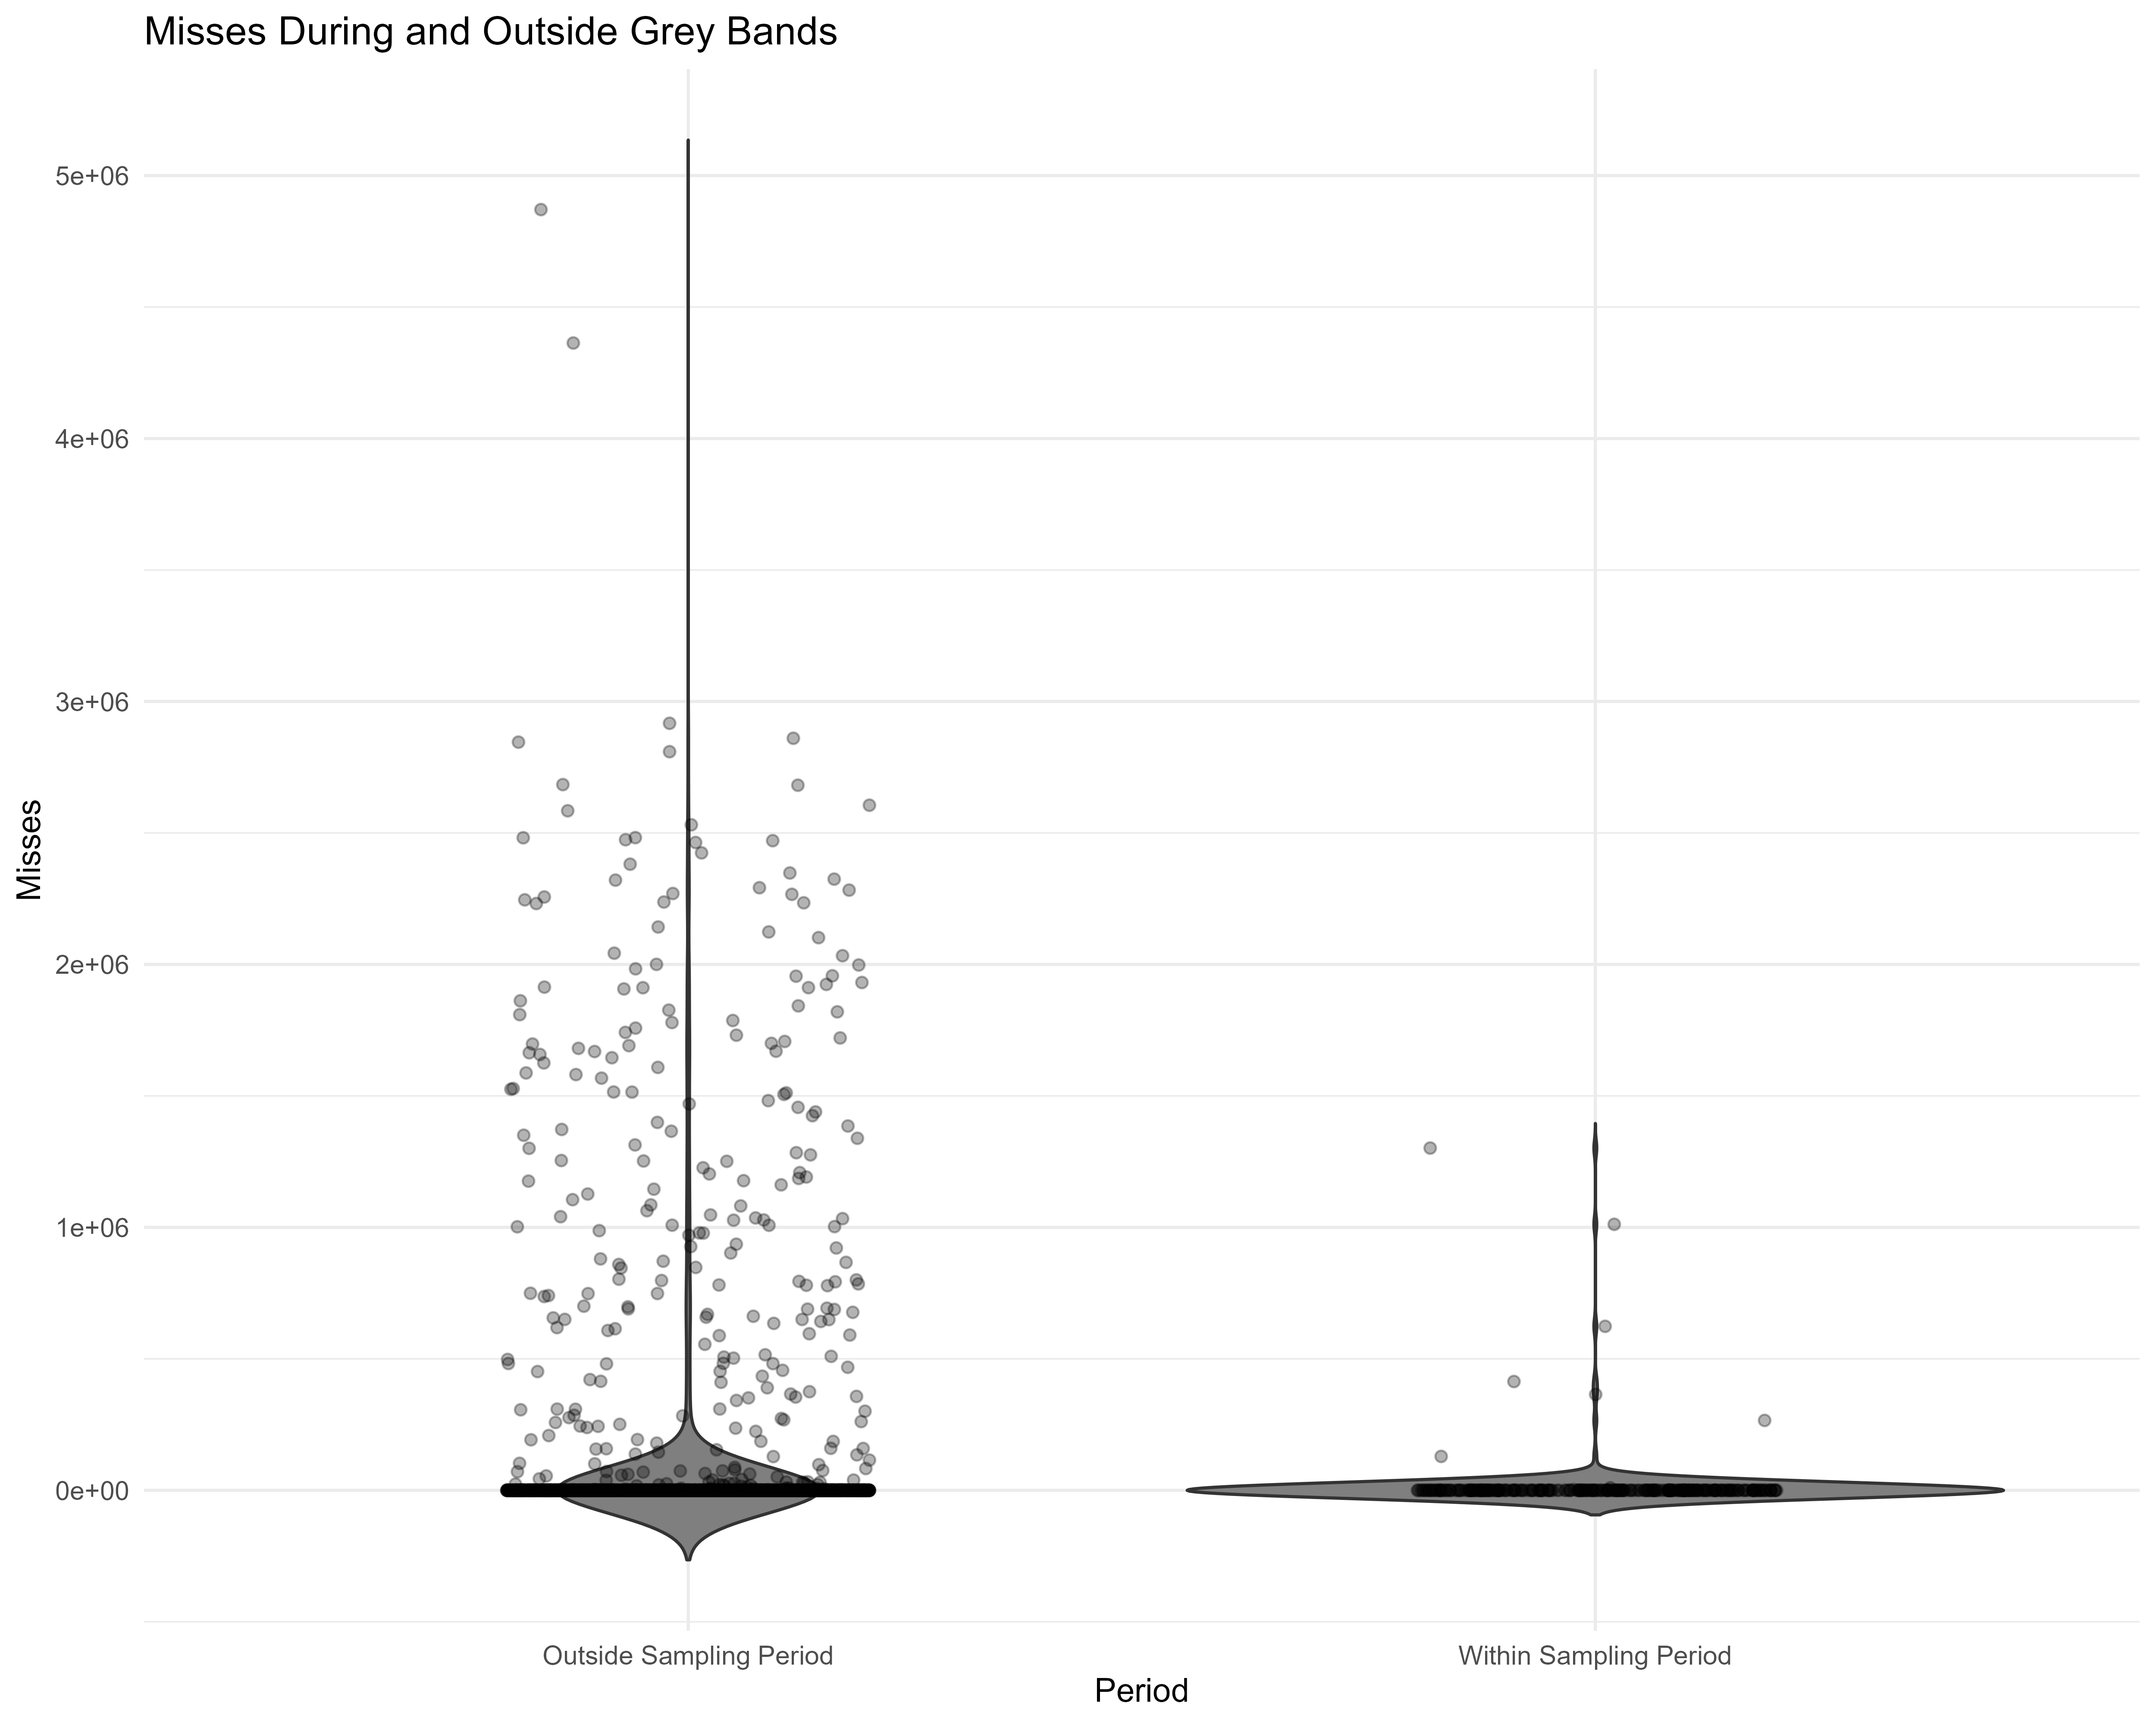 Misses During and Outside Grey Bands
5e+06
4e+06
3e+06
2e+06
1e+06
0e+00
Misses
Outside Sampling Period
Within Sampling Period
Period